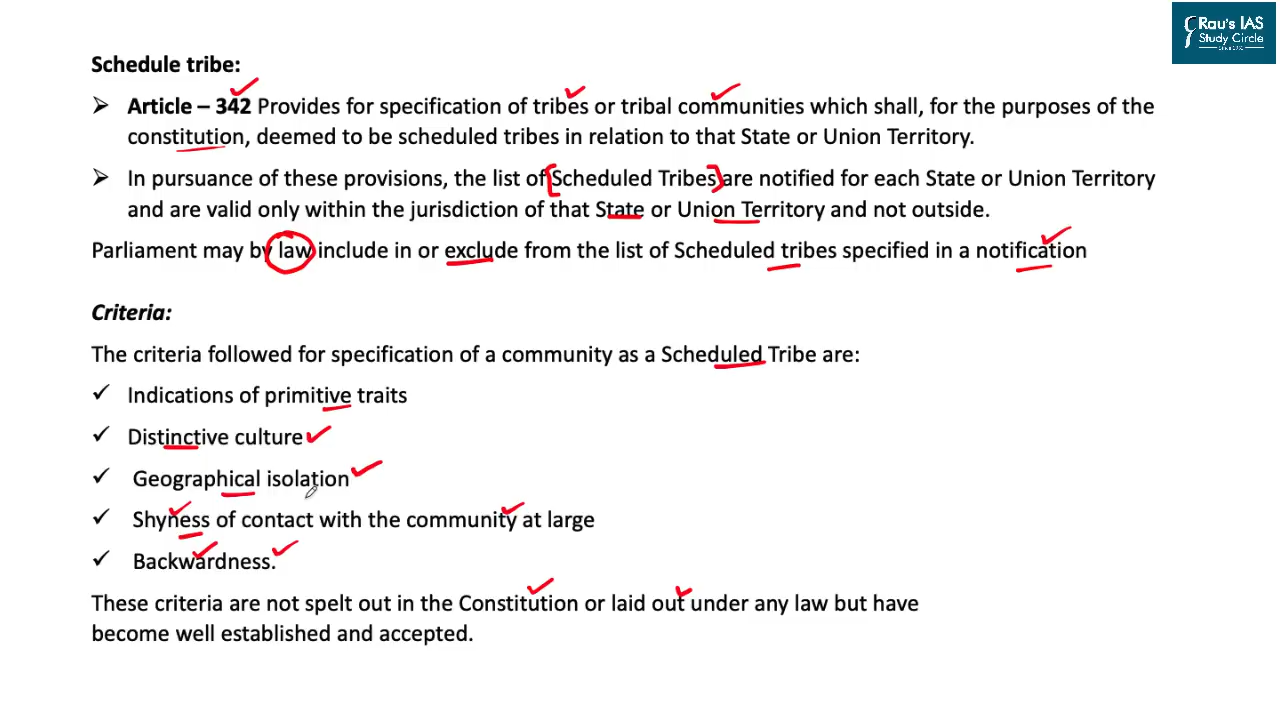 Rau's IAS
Study Circle
Schedule tribe:
➢ Article – 342 Provides for specification of tribes or tribal communities which shall, for the purposes of the
constitution, deemed to be scheduled tribes in relation to that State or Union Territory.
➢ In pursuance of these provisions, the list of Scheduled Tribes are notified for each State or Union Territory
and are valid only within the jurisdiction of that State or Union Territory and not outside.
Parliament may by law include in or exclude from the list of Scheduled tribes specified in a notification
Criteria:
The criteria followed for specification of a community as a Scheduled Tribe are:
✓ Indications of primitive traits
✓ Distinctive culture
✓ Geographical isolation
✓ Shyness of contact with the community at large
✓ Backwardness.
These criteria are not spelt out in the Constitution or laid out under any law but have
become well established and accepted.